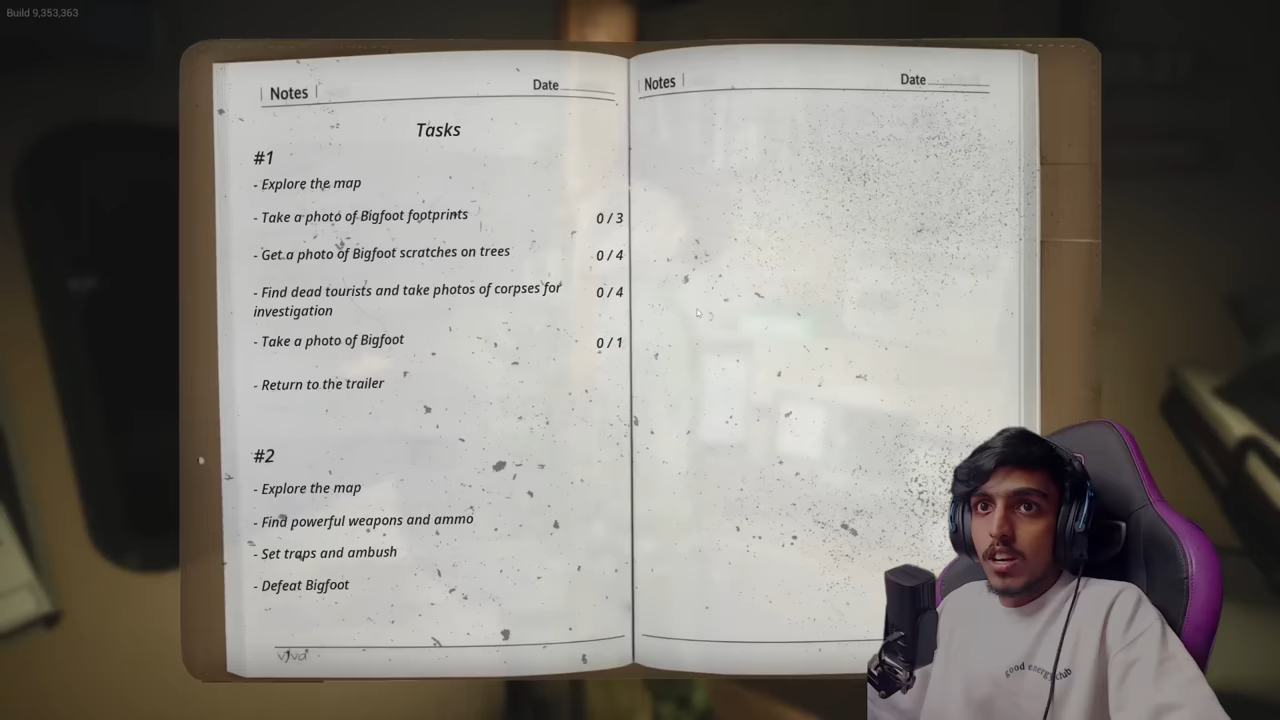 Build 9,353,363
Notes
Date
Notes
Date
Tasks
#1
- Explore the map
- Take a photo of Bigfoot footprints 0 / 3
- Get a photo of Bigfoot scratches on trees 0 / 4
- Find dead tourists and take photos of corpses for 0 / 4
investigation
- Take a photo of Bigfoot 0 / 1
- Return to the trailer
#2
- Explore the map
- Find powerful weapons and ammo
- Set traps and ambush
- Defeat Bigfoot
good energy club